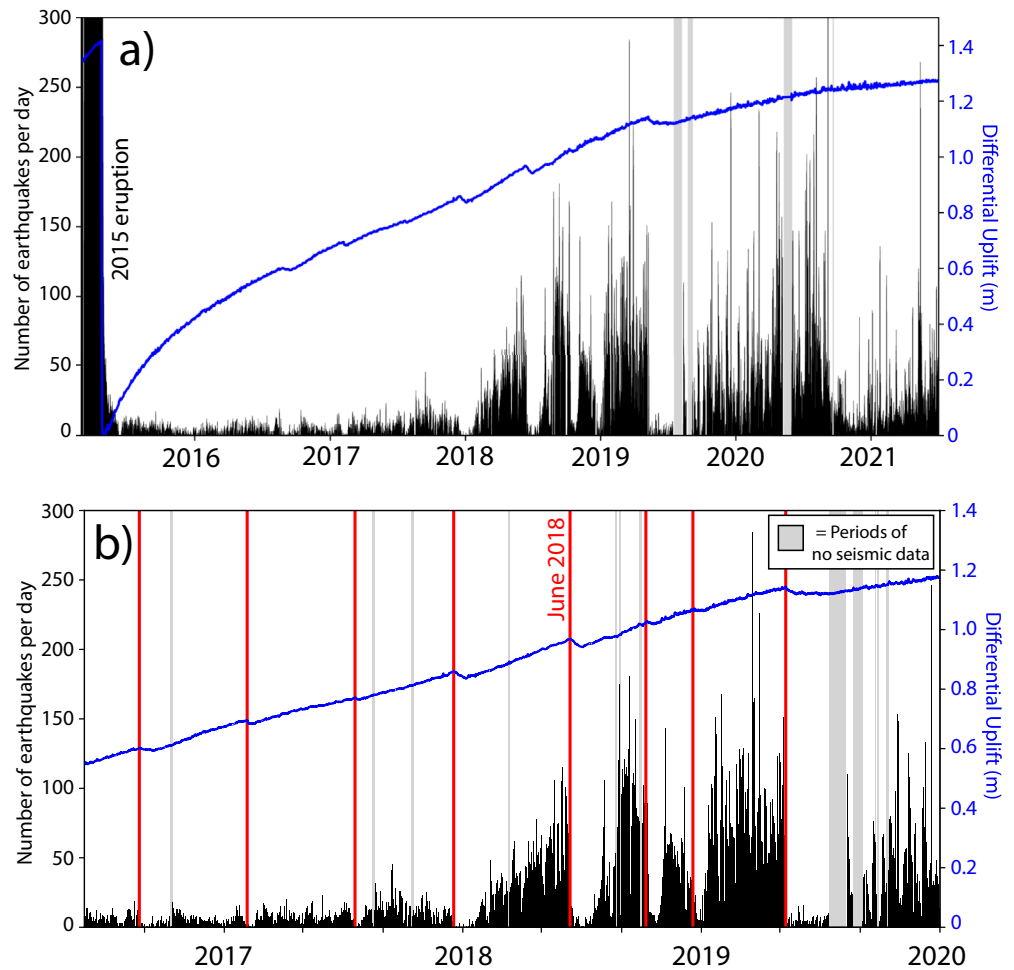 a)
Number of earthquakes per day
300
250
200
150
100
50
0
2015 eruption
1.4
1.2
1.0
0.8
0.6
0.4
0.2
0
Differential Uplift (m)
2016 2017 2018 2019 2020 2021
b)
Number of earthquakes per day
300
250
200
150
100
50
0
June 2018
= Periods of
no seismic data
1.4
1.2
1.0
0.8
0.6
0.4
0.2
0
Differential Uplift (m)
2017 2018 2019 2020